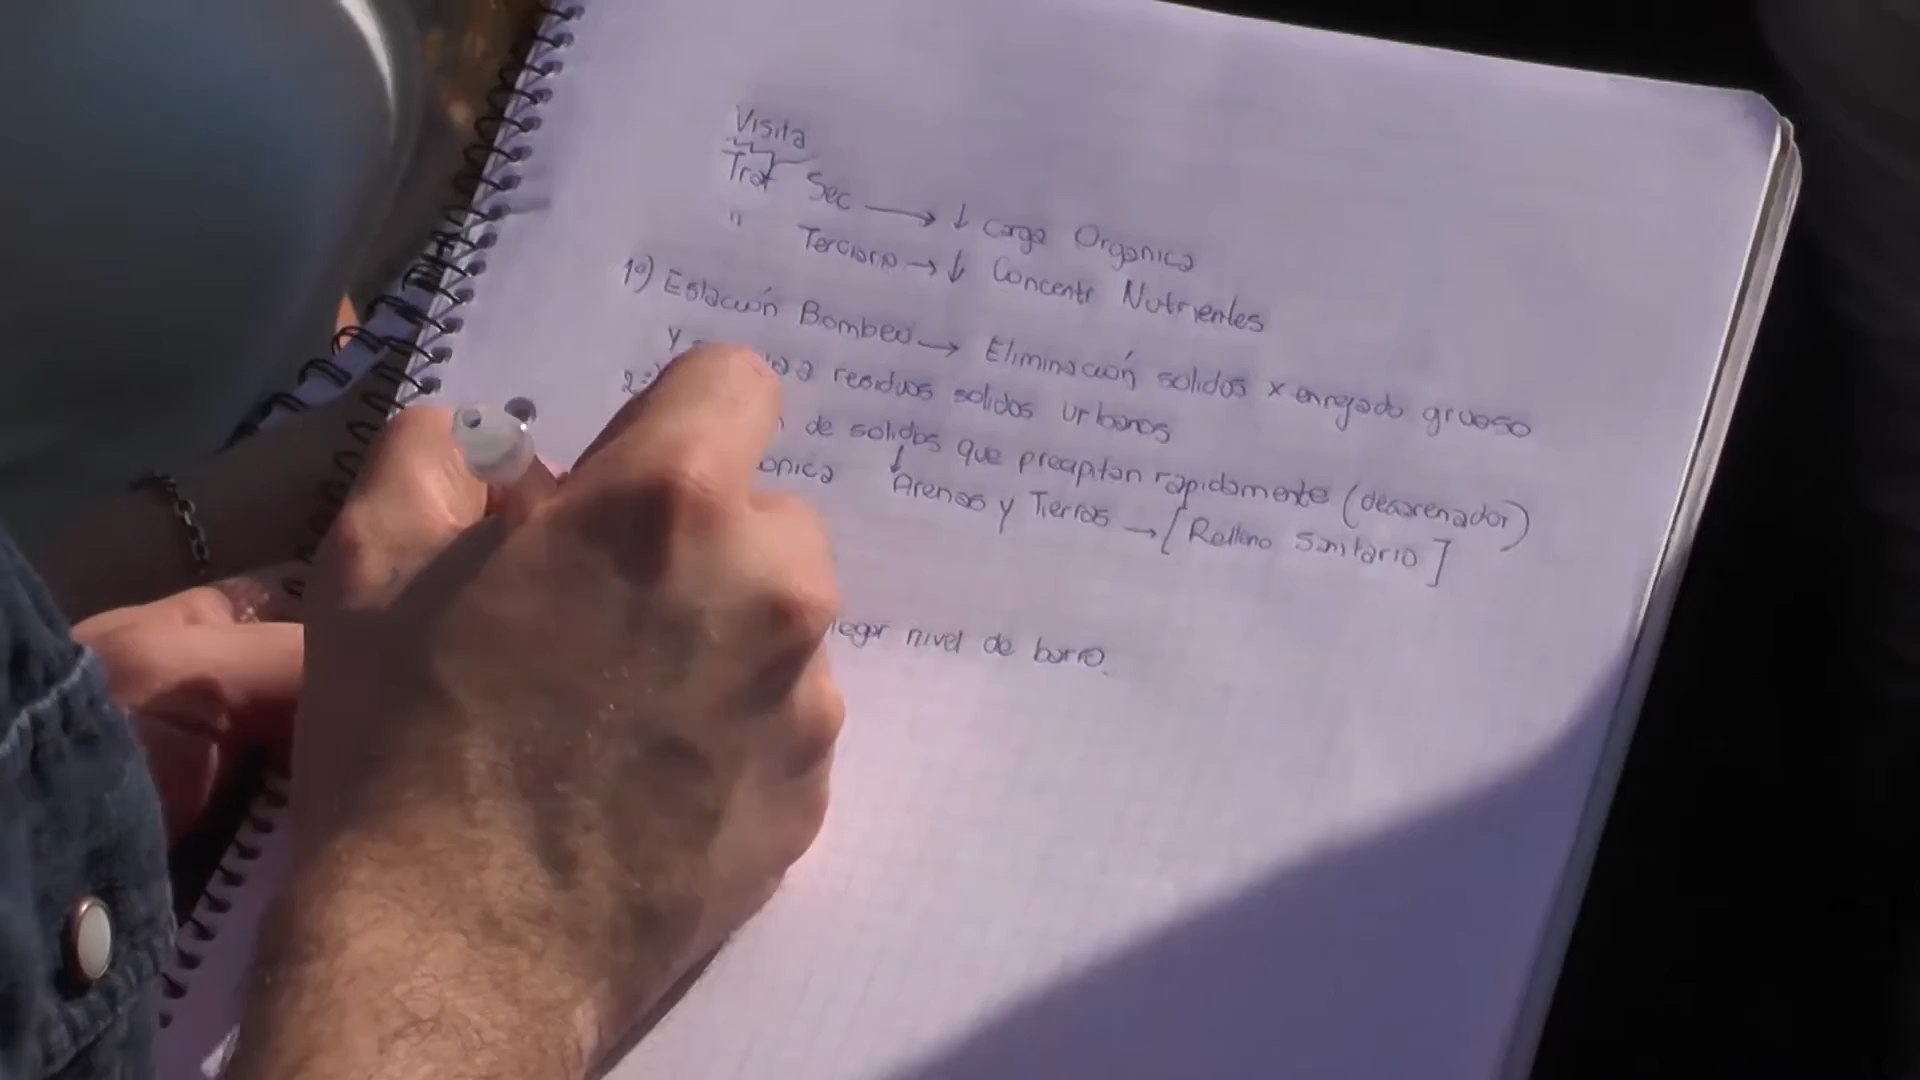 Visita
Trat Sec → ↓ carga Organica
" Terciario → ↓ Concentr Nutrientes
1º) Estación Bombeo → Eliminación solidos x enrejado grueso
y residuos solidos urbanos
2º) de solidos que precipitan rapidamente (desarenador)
↓ Arenas y Tierras → [Relleno Sanitario]
nivel de barro.